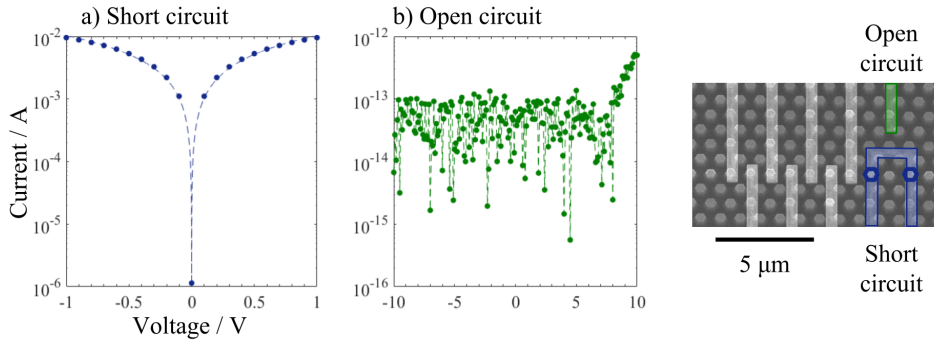 a) Short circuit
10⁻²
10⁻³
10⁻⁴
10⁻⁵
10⁻⁶
Current / A
-1
-0.5
0
0.5
1
Voltage / V
b) Open circuit
10⁻¹²
10⁻¹³
10⁻¹⁴
10⁻¹⁵
10⁻¹⁶
-10
-5
0
5
10
Open
circuit
5 μm
Short
circuit